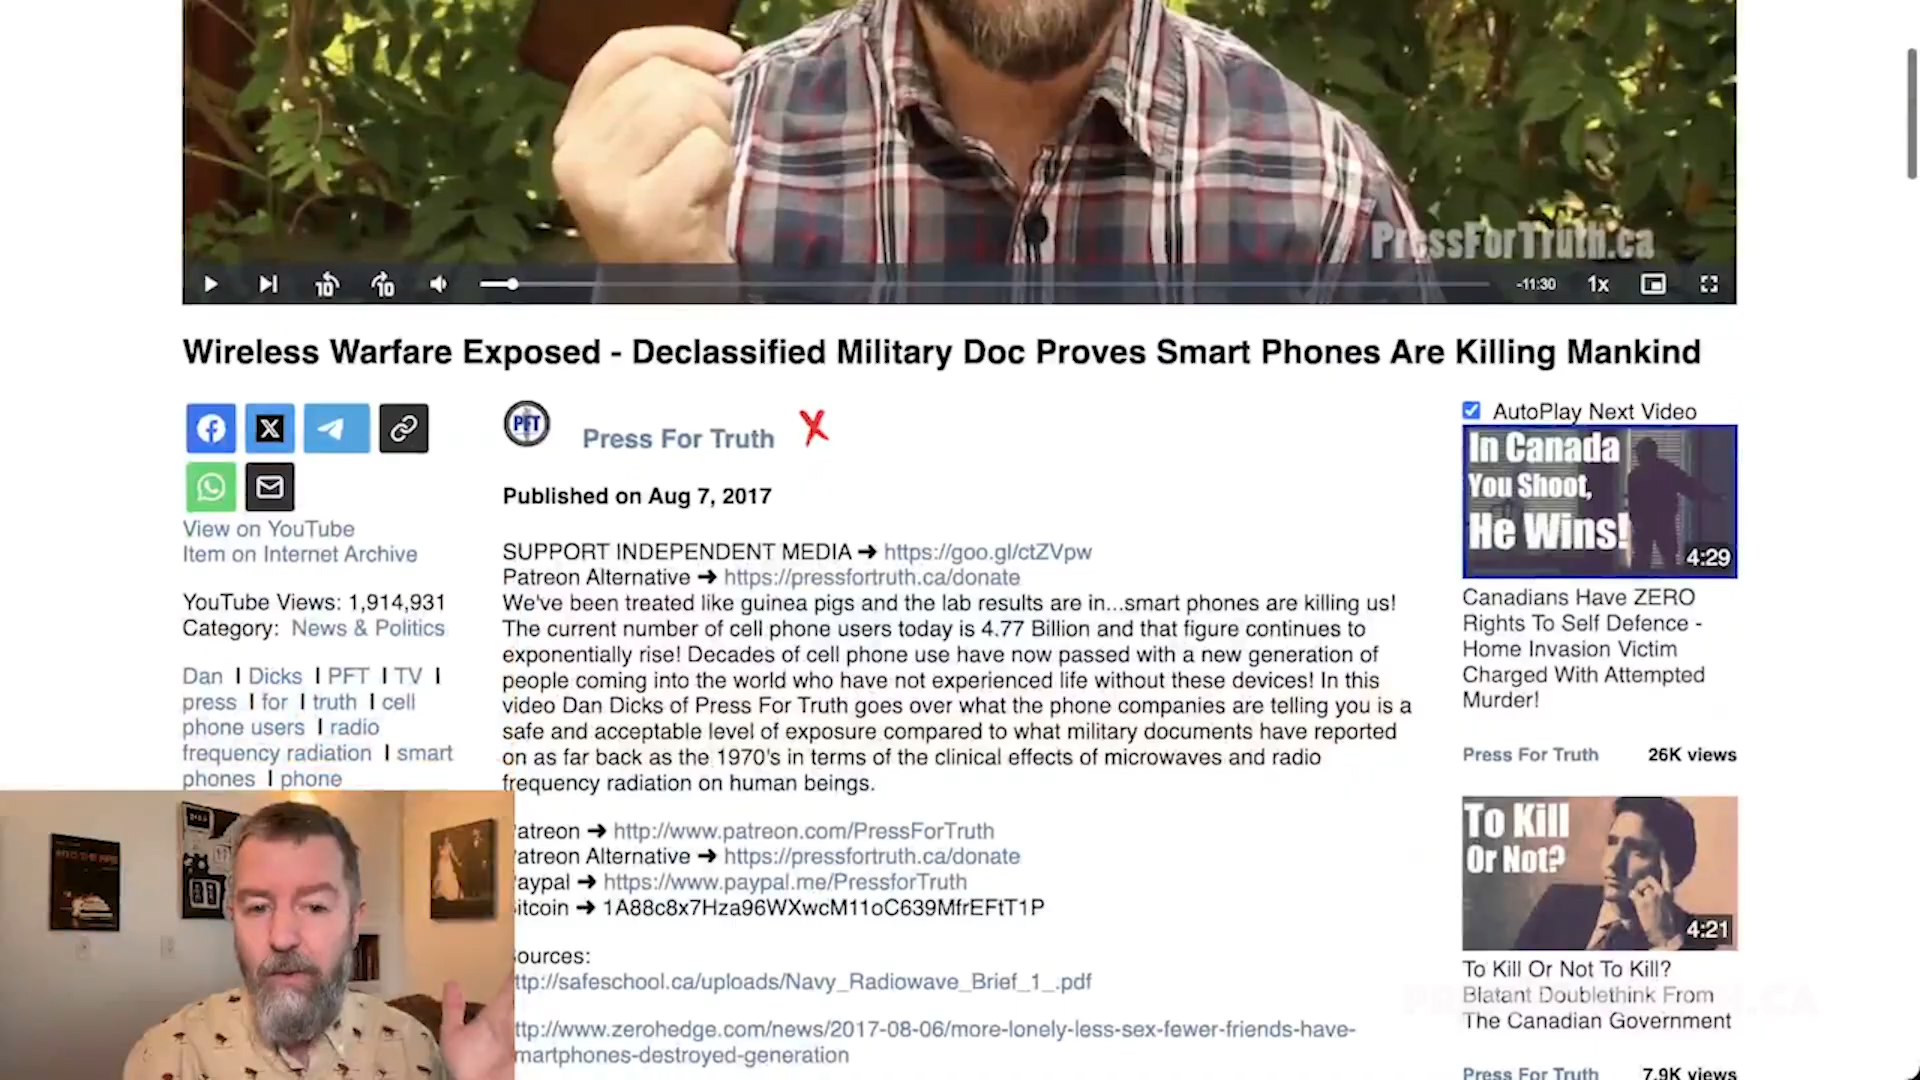 PressForTruth.ca
10
10
-11:30
1x
Wireless Warfare Exposed - Declassified Military Doc Proves Smart Phones Are Killing Mankind
PFT
Press For Truth
X
Published on Aug 7, 2017
View on YouTube
Item on Internet Archive
YouTube Views: 1,914,931
Category: News & Politics
Dan | Dicks | PFT | TV |
press | for | truth | cell
phone users | radio
frequency radiation | smart
phones | phone
SUPPORT INDEPENDENT MEDIA ➜ https://goo.gl/ctZVpw
Patreon Alternative ➜ https://pressfortruth.ca/donate
We've been treated like guinea pigs and the lab results are in...smart phones are killing us!
The current number of cell phone users today is 4.77 Billion and that figure continues to
exponentially rise! Decades of cell phone use have now passed with a new generation of
people coming into the world who have not experienced life without these devices! In this
video Dan Dicks of Press For Truth goes over what the phone companies are telling you is a
safe and acceptable level of exposure compared to what military documents have reported
on as far back as the 1970's in terms of the clinical effects of microwaves and radio
frequency radiation on human beings.
atreon ➜ http://www.patreon.com/PressForTruth
atreon Alternative ➜ https://pressfortruth.ca/donate
aypal ➜ https://www.paypal.me/PressforTruth
itcoin ➜ 1A88c8x7Hza96WXwcM11oC639MfrEFtT1P
ources:
ttp://safeschool.ca/uploads/Navy_Radiowave_Brief_1_.pdf
ttp://www.zerohedge.com/news/2017-08-06/more-lonely-less-sex-fewer-friends-have-
martphones-destroyed-generation
AutoPlay Next Video
In Canada
You Shoot,
He Wins!
4:29
Canadians Have ZERO
Rights To Self Defence -
Home Invasion Victim
Charged With Attempted
Murder!
Press For Truth 26K views
To Kill
Or Not?
4:21
To Kill Or Not To Kill?
Blatant Doublethink From
The Canadian Government
Press For Truth 7.9K views